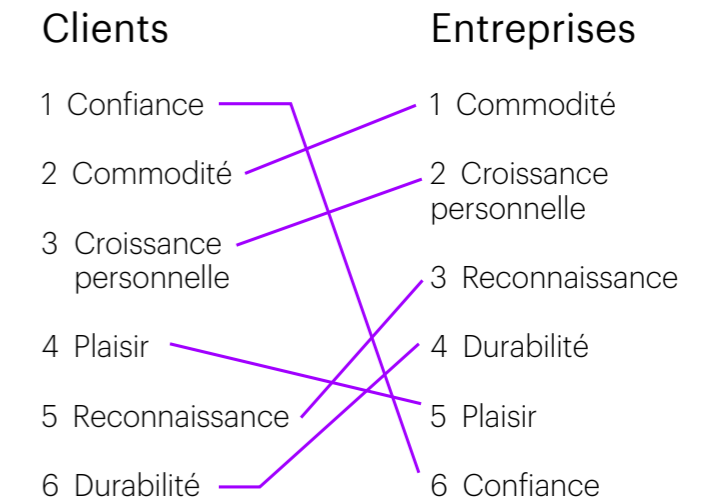 Clients
1 Confiance
2 Commodité
3 Croissance
personnelle
4 Plaisir
5 Reconnaissance
6 Durabilité
Entreprises
1 Commodité
2 Croissance
personnelle
3 Reconnaissance
4 Durabilité
5 Plaisir
6 Confiance